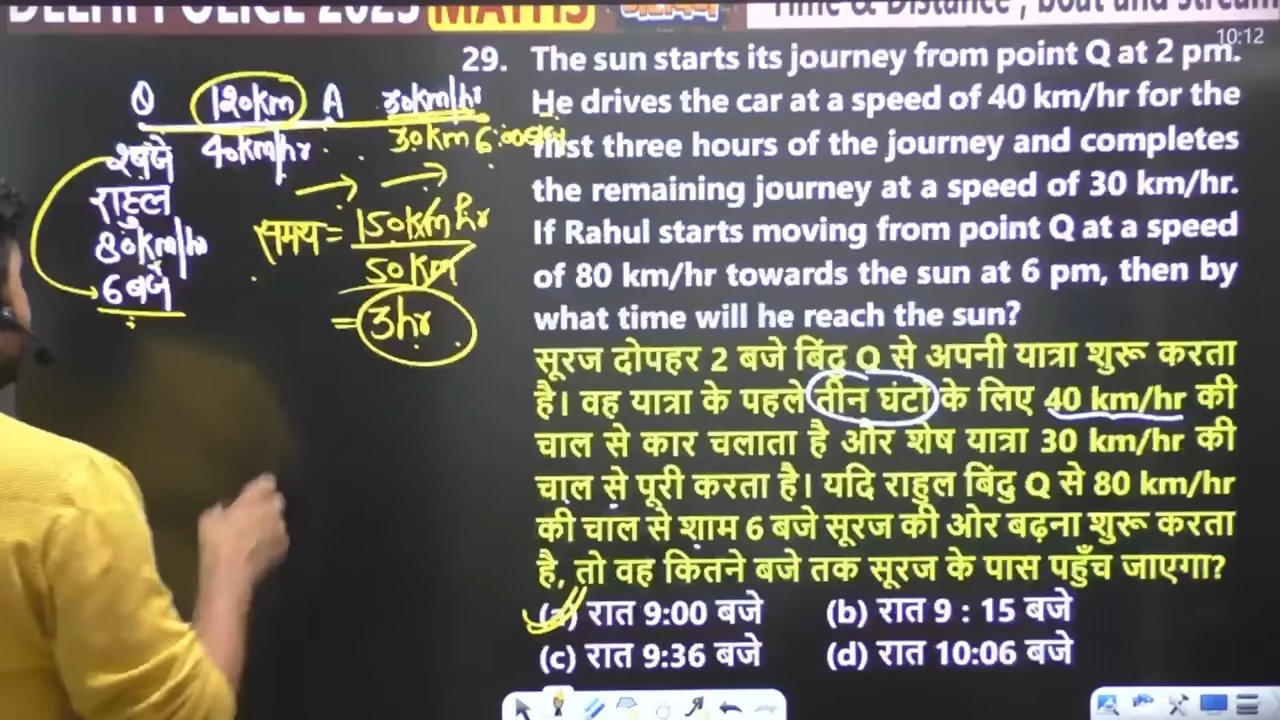 DELHI POLICE 2025 MATHS
Time & Distance , boat and stream
10:12
29. The sun starts its journey from point Q at 2 pm.
He drives the car at a speed of 40 km/hr for the
first three hours of the journey and completes
the remaining journey at a speed of 30 km/hr.
If Rahul starts moving from point Q at a speed
of 80 km/hr towards the sun at 6 pm, then by
what time will he reach the sun?
सूरज दोपहर 2 बजे बिंदु Q से अपनी यात्रा शुरू करता
है। वह यात्रा के पहले तीन घंटों के लिए 40 km/hr की
चाल से कार चलाता है और शेष यात्रा 30 km/hr की
चाल से पूरी करता है। यदि राहुल बिंदु Q से 80 km/hr
की चाल से शाम 6 बजे सूरज की ओर बढ़ना शुरू करता
है, तो वह कितने बजे तक सूरज के पास पहुँच जाएगा?
(a) रात 9:00 बजे (b) रात 9 : 15 बजे
(c) रात 9:36 बजे (d) रात 10:06 बजे
Q 120km A 30km/hr
2बजे 40km/hr 30km 6:00बजे
राहुल
80km/hr
6बजे
समय = 150km hr
50km
= 3hr